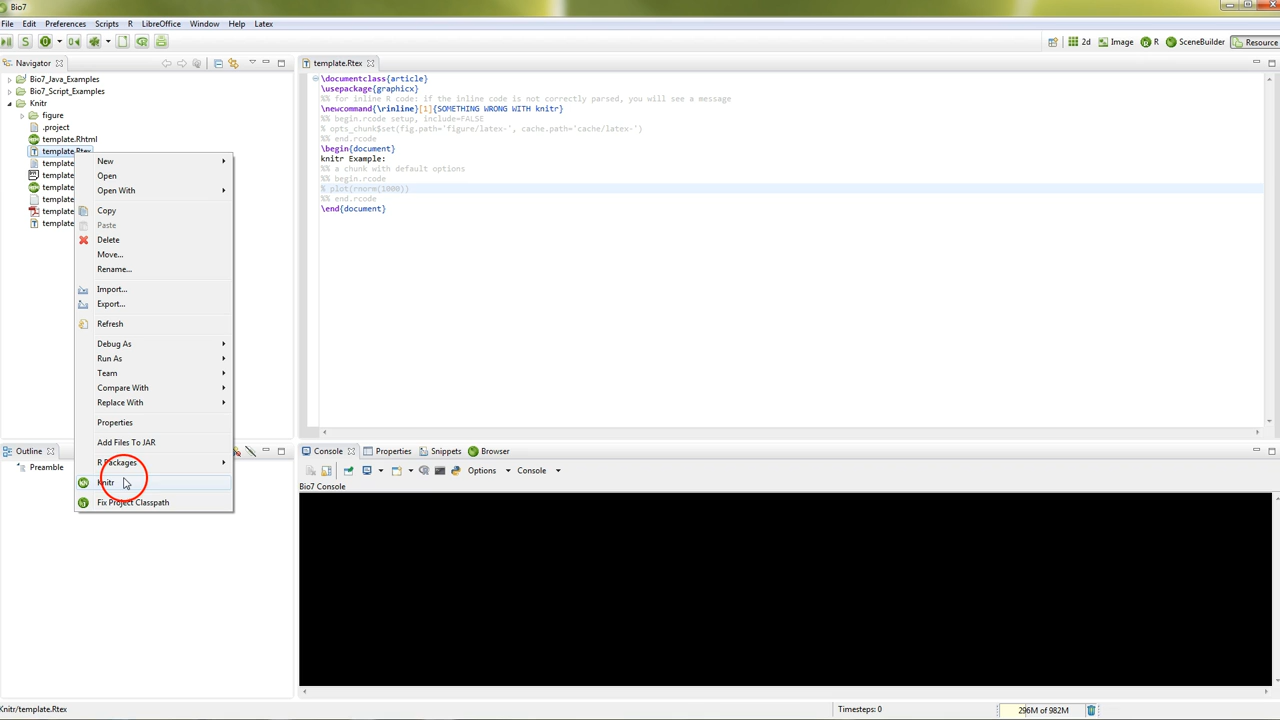 Bio7
File Edit Preferences Scripts R LibreOffice Window Help Latex
2d Image R SceneBuilder Resource
Navigator
Bio7_Java_Examples
Bio7_Script_Examples
Knitr
figure
.project
template.Rhtml
template.Rtex
template
template
template
template
template
template
New
Open
Open With
Copy
Paste
Delete
Move...
Rename...
Import...
Export...
Refresh
Debug As
Run As
Team
Compare With
Replace With
Properties
Add Files To JAR
R Packages
Knitr
Fix Project Classpath
template.Rtex
\documentclass{article}
\usepackage{graphicx}
%% for inline R code: if the inline code is not correctly parsed, you will see a message
\newcommand{\rinline}[1]{SOMETHING WRONG WITH knitr}
%% begin.rcode setup, include=FALSE
% opts_chunk$set(fig.path='figure/latex-', cache.path='cache/latex-')
%% end.rcode
\begin{document}
knitr Example:
%% a chunk with default options
%% begin.rcode
% plot(rnorm(1000))
%% end.rcode
\end{document}
Outline
Preamble
Console Properties Snippets Browser
Options Console
Bio7 Console
Knitr/template.Rtex
Timesteps: 0
296M of 982M